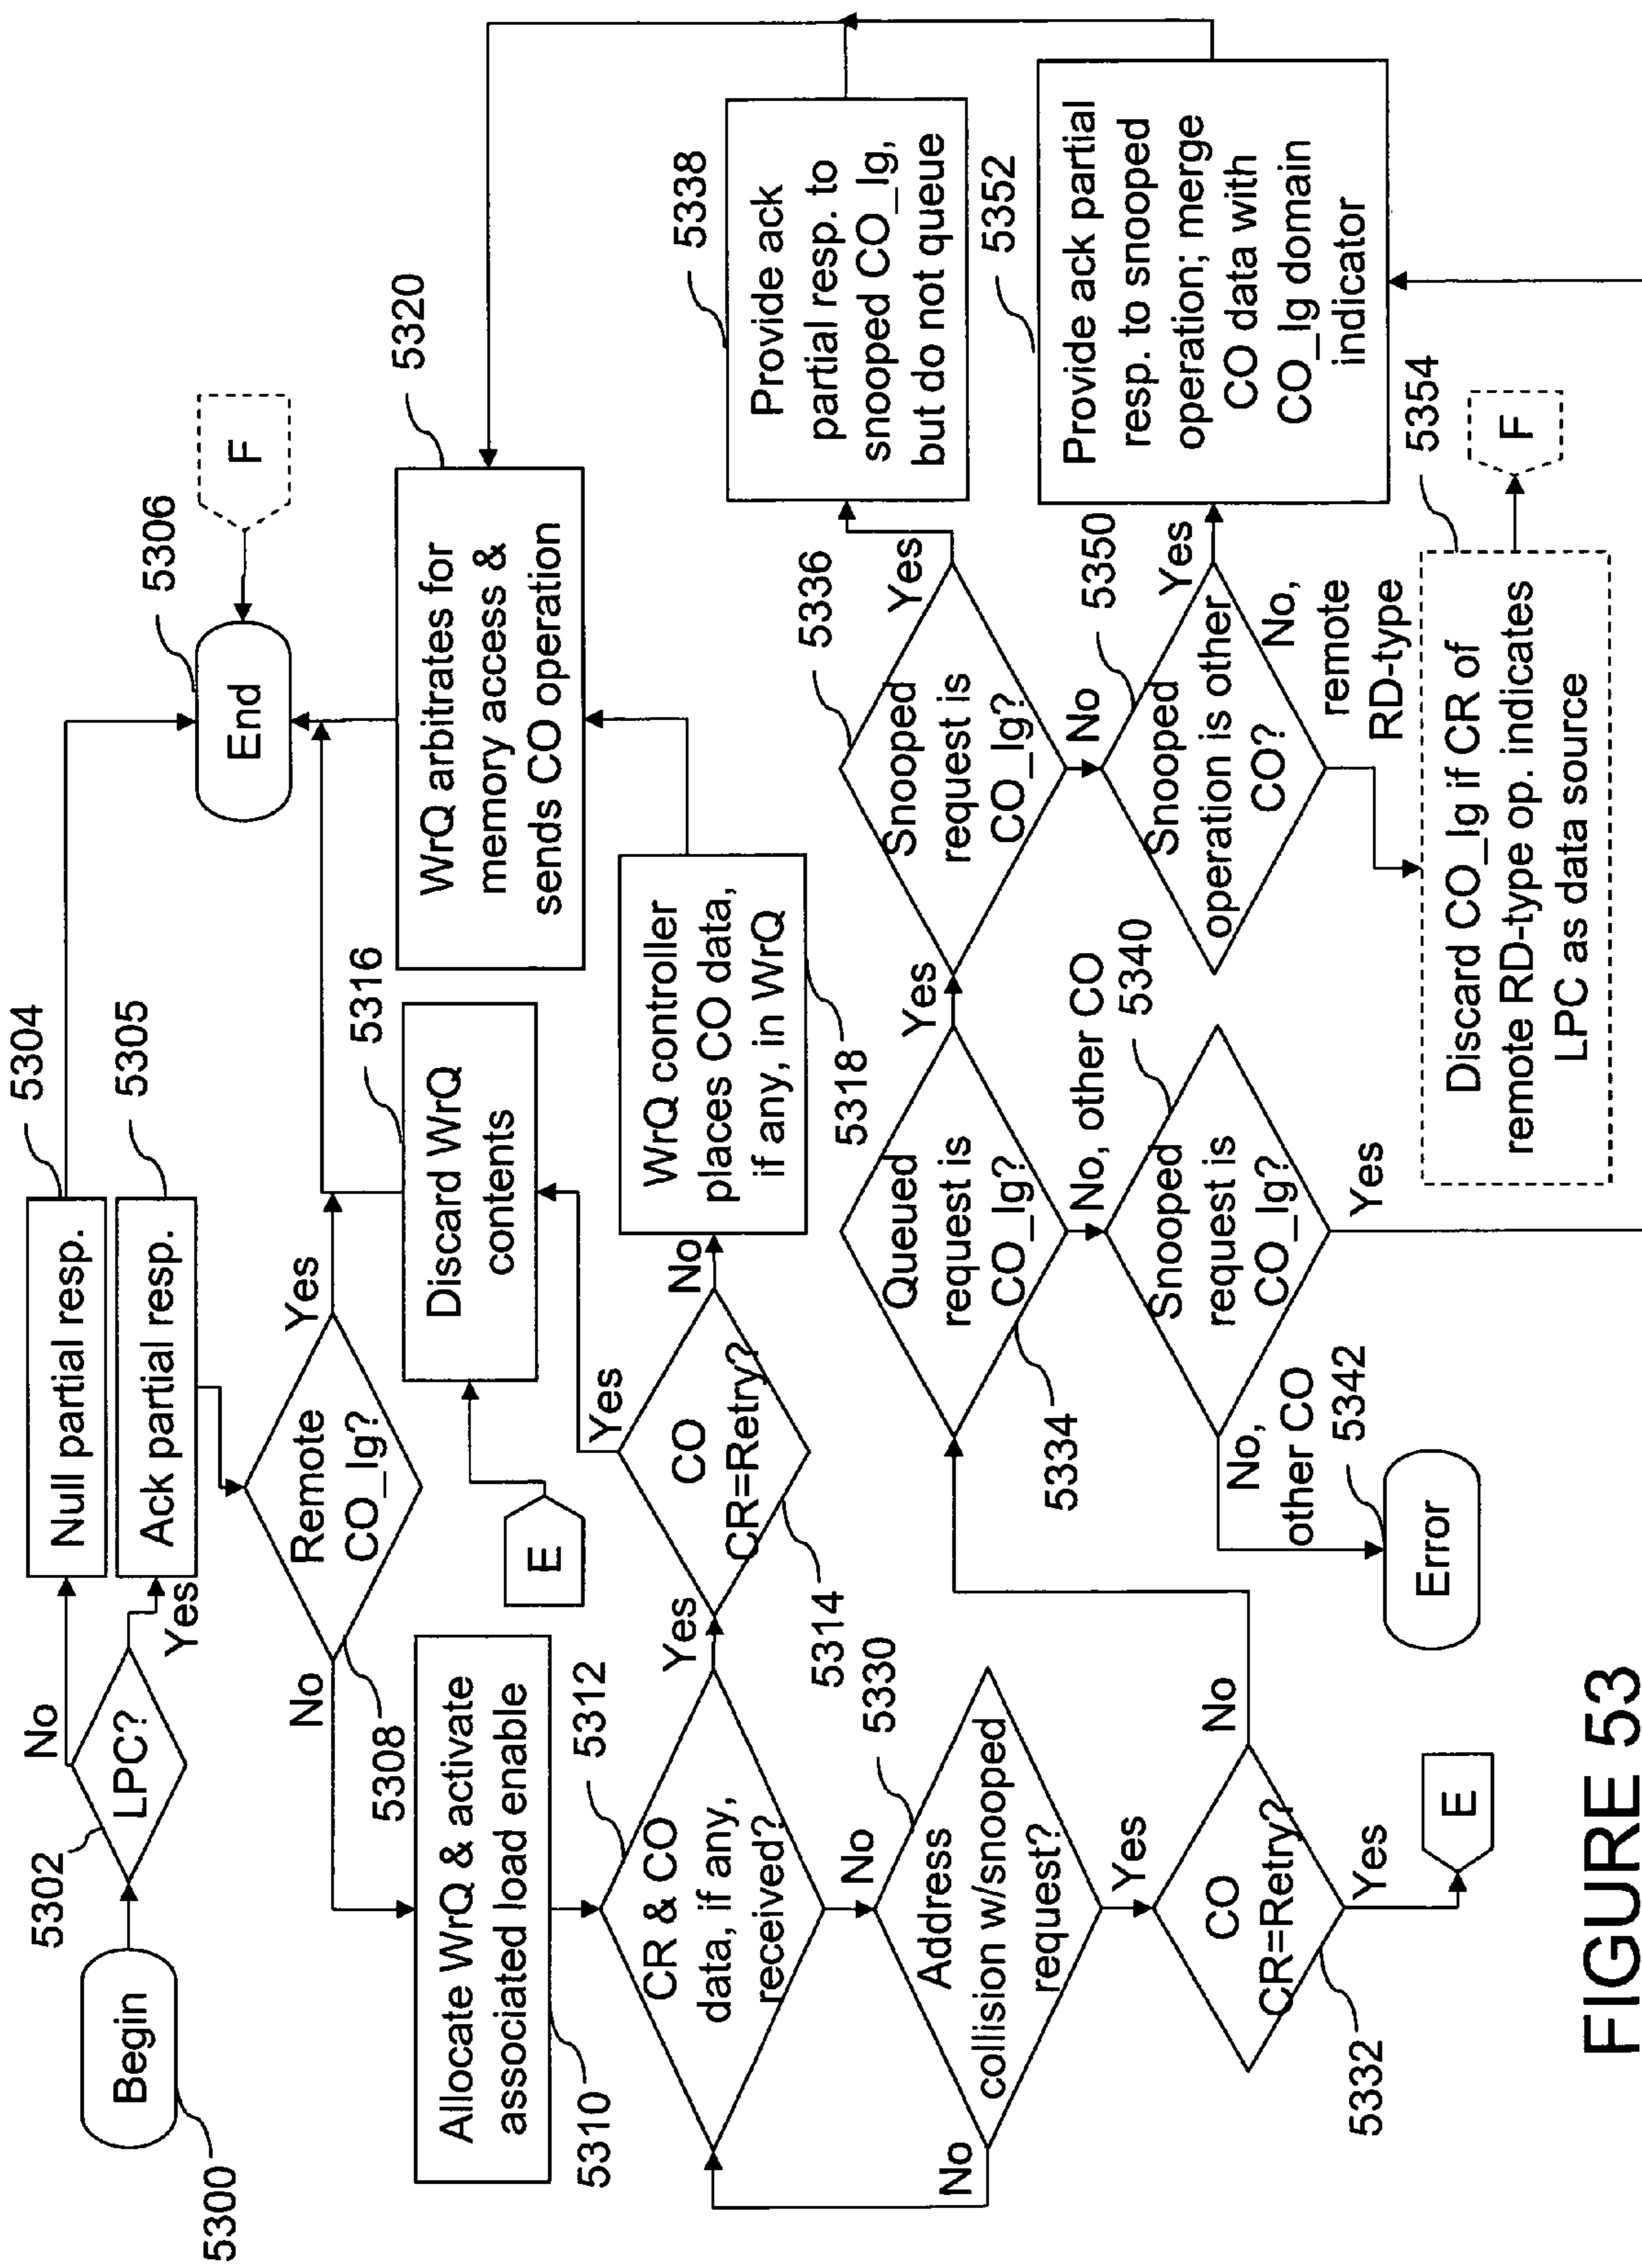 Begin
5300
LPC?
5302
No
Yes
Null partial resp.
5304
Ack partial resp.
5305
End
5306
F
Remote
CO_lg?
5308
Yes
No
Allocate WrQ & activate
associated load enable
5310
CR & CO
data, if any,
received?
5312
Yes
No
CO
CR=Retry?
5314
Yes
No
E
Discard WrQ
contents
5316
WrQ controller
places CO data,
if any, in WrQ
5318
WrQ arbitrates for
memory access &
sends CO operation
5320
Address
collision w/snooped
request?
5330
No
Yes
CO
CR=Retry?
5332
No
Yes
E
Queued
request is
CO_lg?
5334
Yes
No, other CO
Snooped
request is
CO_lg?
5336
Yes
No
Provide ack
partial resp. to
snooped CO_lg,
but do not queue
5338
Snooped
request is
CO_lg?
5340
Yes
No,
other CO
Error
5342
Snooped
operation is other
CO?
5350
Yes
No,
remote
RD-type
Provide ack partial
resp. to snooped
operation; merge
CO data with
CO_lg domain
indicator
5352
Discard CO_lg if CR of
remote RD-type op. indicates
LPC as data source
5354
F
FIGURE 53